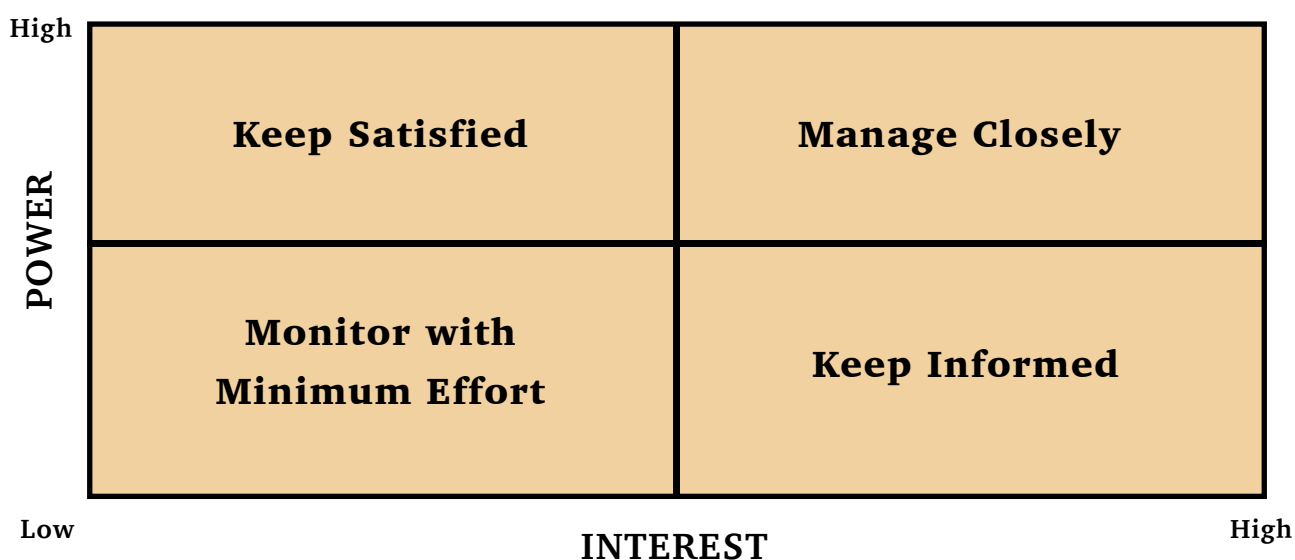 High
Keep Satisfied
Manage Closely
POWER
Monitor with
Minimum Effort
Keep Informed
Low
INTEREST
High